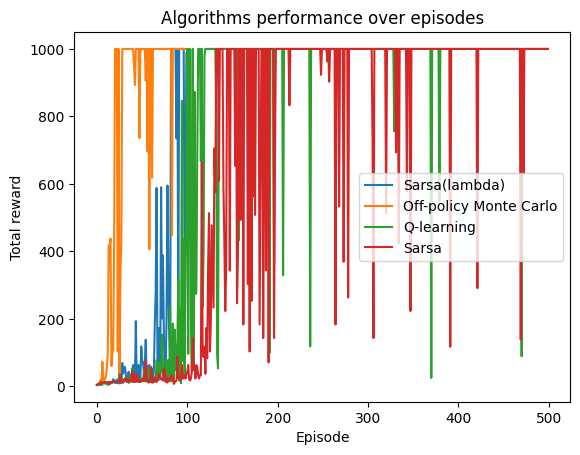 Algorithms performance over episodes
1000
800
600
400
200
0
Total reward
Sarsa(lambda)
Off-policy Monte Carlo
Q-learning
Sarsa
0 100 200 300 400 500
Episode